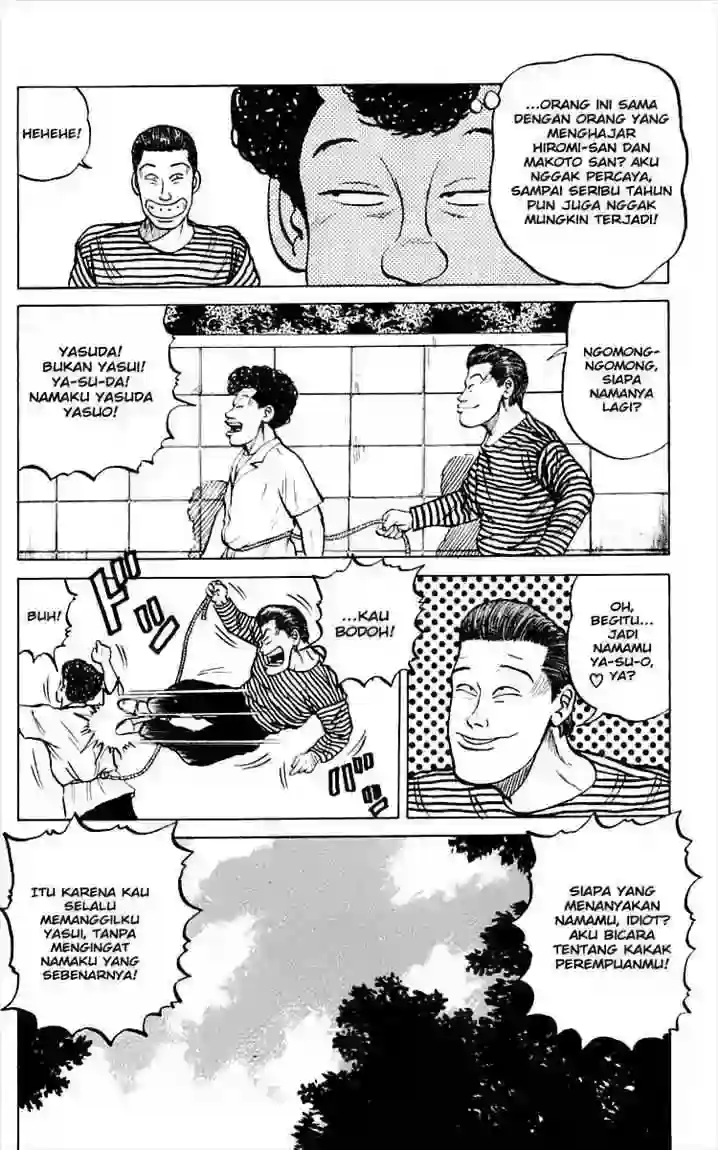 HEHEHE!
...ORANG INI SAMA
DENGAN ORANG YANG
MENGHAJAR
HIROMI-SAN DAN
MAKOTO SAN? AKU
NGGAK PERCAYA,
SAMPAI SERIBU TAHUN
PUN JUGA NGGAK
MUNGKIN TERJADI!
YASUDA!
BUKAN YASUI!
YA-SU-DA!
NAMAKU YASUDA
YASUO!
NGOMONG-
NGOMONG,
SIAPA
NAMANYA
LAGI?
BUH!
ドドド
...KAU
BODOH!
OH,
BEGITU...
JADI
NAMAMU
YA-SU-O,
♡ YA?
ITU KARENA KAU
SELALU
MEMANGGILKU
YASUI, TANPA
MENGINGAT
NAMAKU YANG
SEBENARNYA!
SIAPA YANG
MENANYAKAN
NAMAMU, IDIOT?
AKU BICARA
TENTANG KAKAK
PEREMPUANMU!